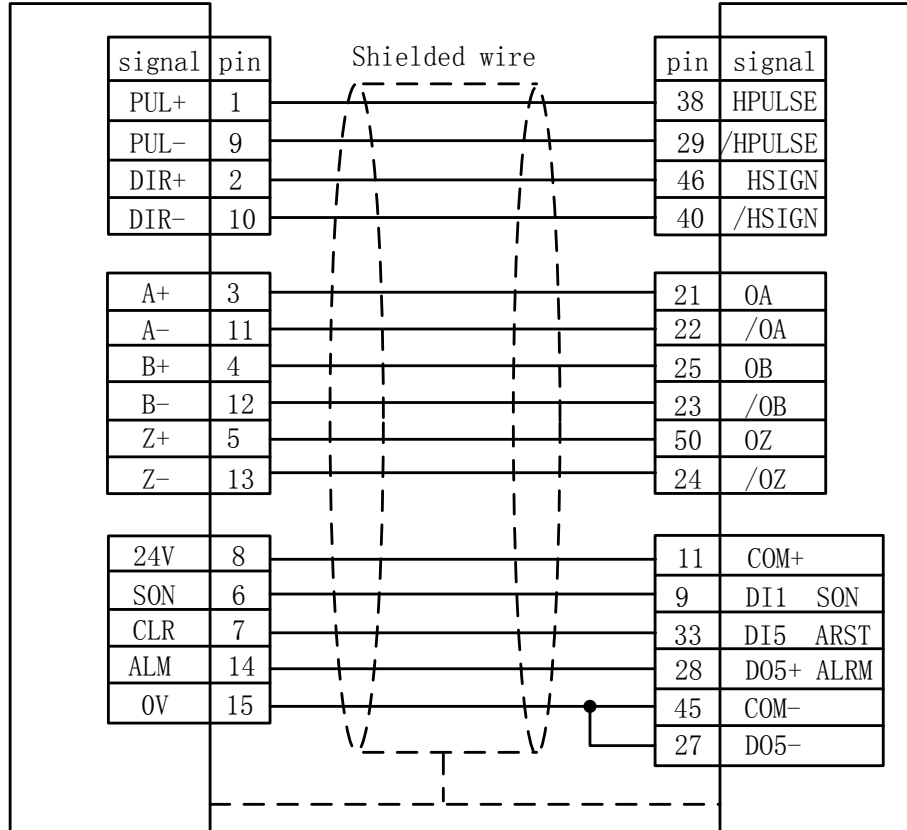 Shielded wire
signal pin pin signal
PUL+ 1 38 HPULSE
PUL- 9 29 /HPULSE
DIR+ 2 46 HSIGN
DIR- 10 40 /HSIGN
A+ 3 21 OA
A- 11 22 /OA
B+ 4 25 OB
B- 12 23 /OB
Z+ 5 50 OZ
Z- 13 24 /OZ
24V 8 11 COM+
SON 6 9 DI1 SON
CLR 7 33 DI5 ARST
ALM 14 28 DO5+ ALRM
0V 15 45 COM-
27 DO5-